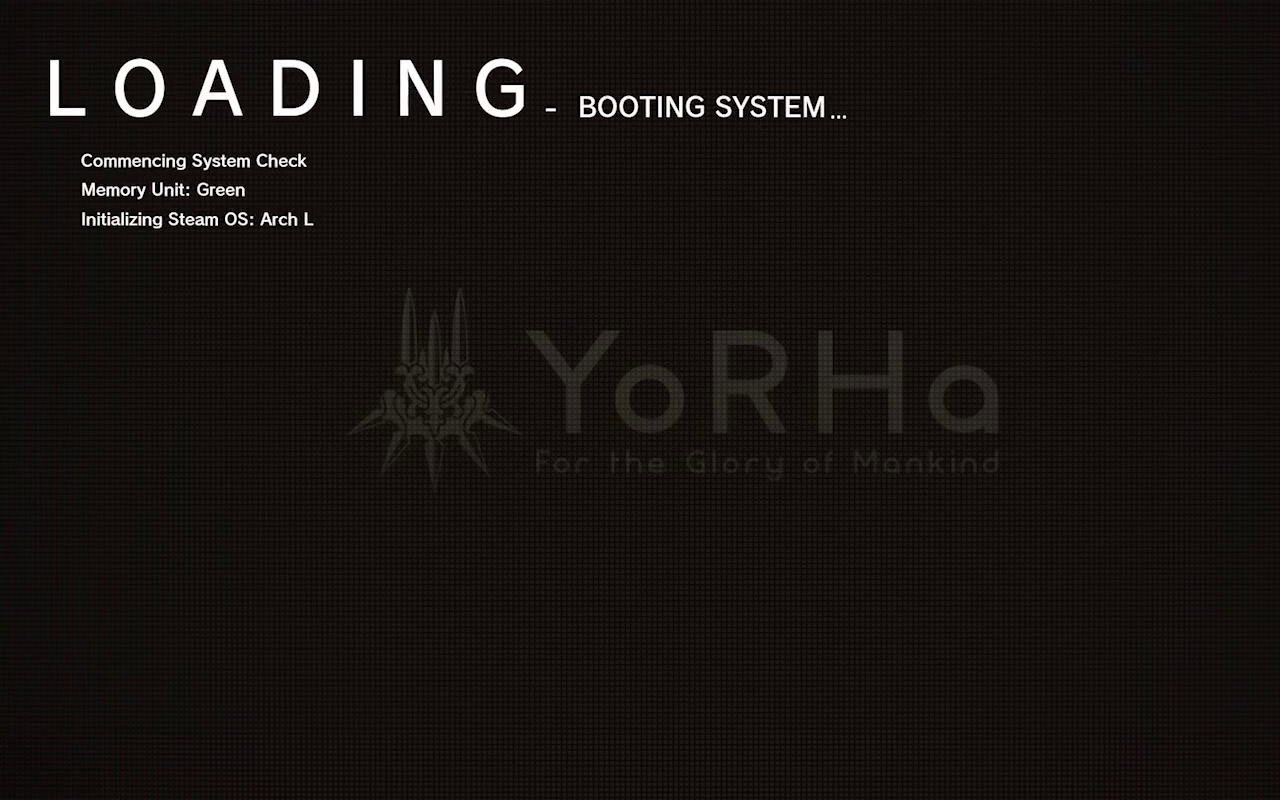 LOADING - BOOTING SYSTEM...
Commencing System Check
Memory Unit: Green
Initializing Steam OS: Arch L
YoRHa
For the Glory of Mankind